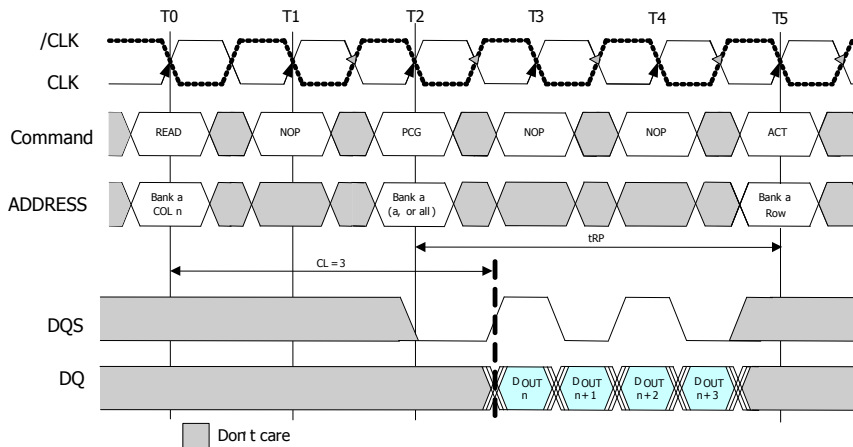 T0 T1 T2 T3 T4 T5
/CLK
CLK
Command READ NOP PCG NOP NOP ACT
ADDRESS Bank a Bank a Bank a
COL n (a, or all) Row
tRP
CL = 3
DQS
DQ DOUT DOUT DOUT DOUT
n n+1 n+2 n+3
Don't care